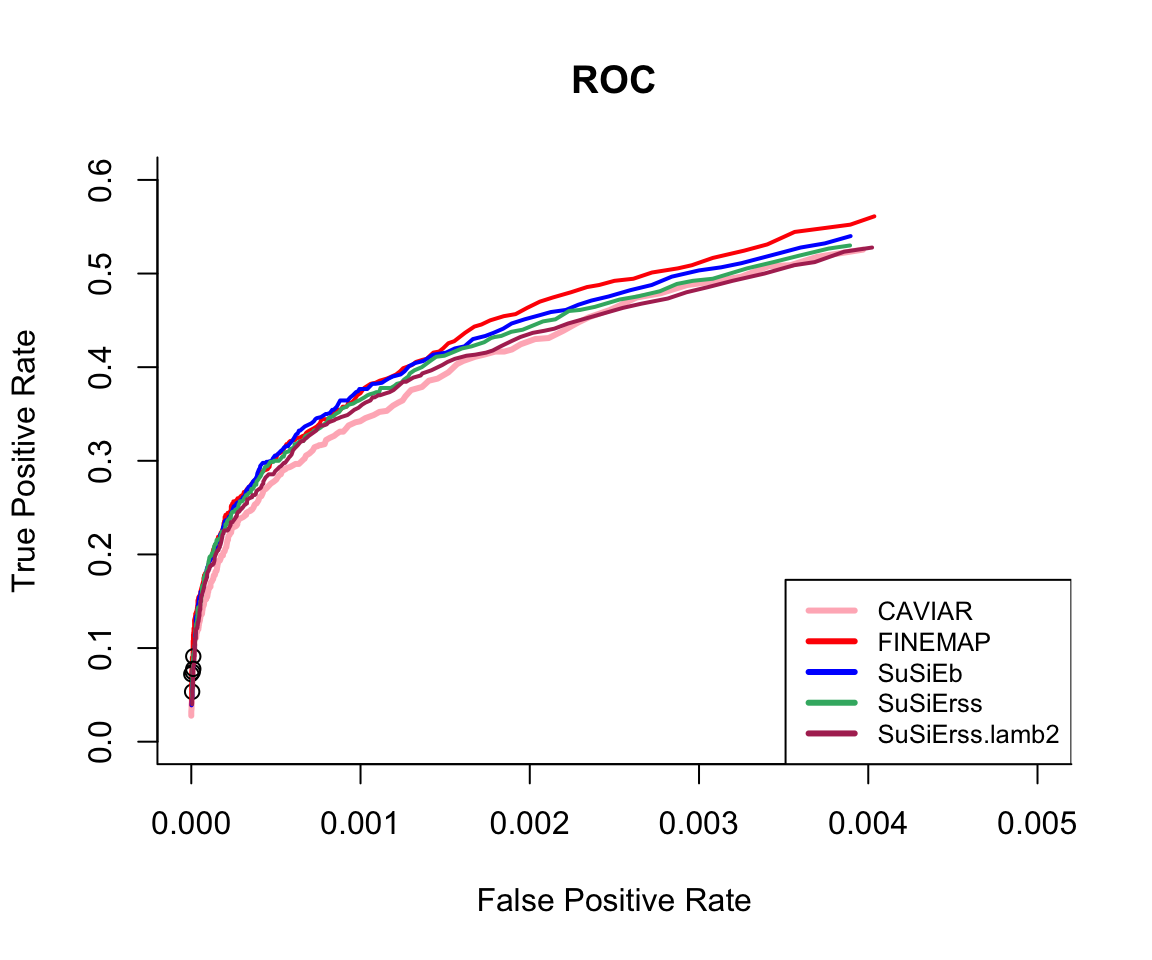 ROC
True Positive Rate
0.6
0.5
0.4
0.3
0.2
0.1
0.0
CAVIAR
FINEMAP
SuSiEb
SuSiErss
SuSiErss.lamb2
0.000 0.001 0.002 0.003 0.004 0.005
False Positive Rate